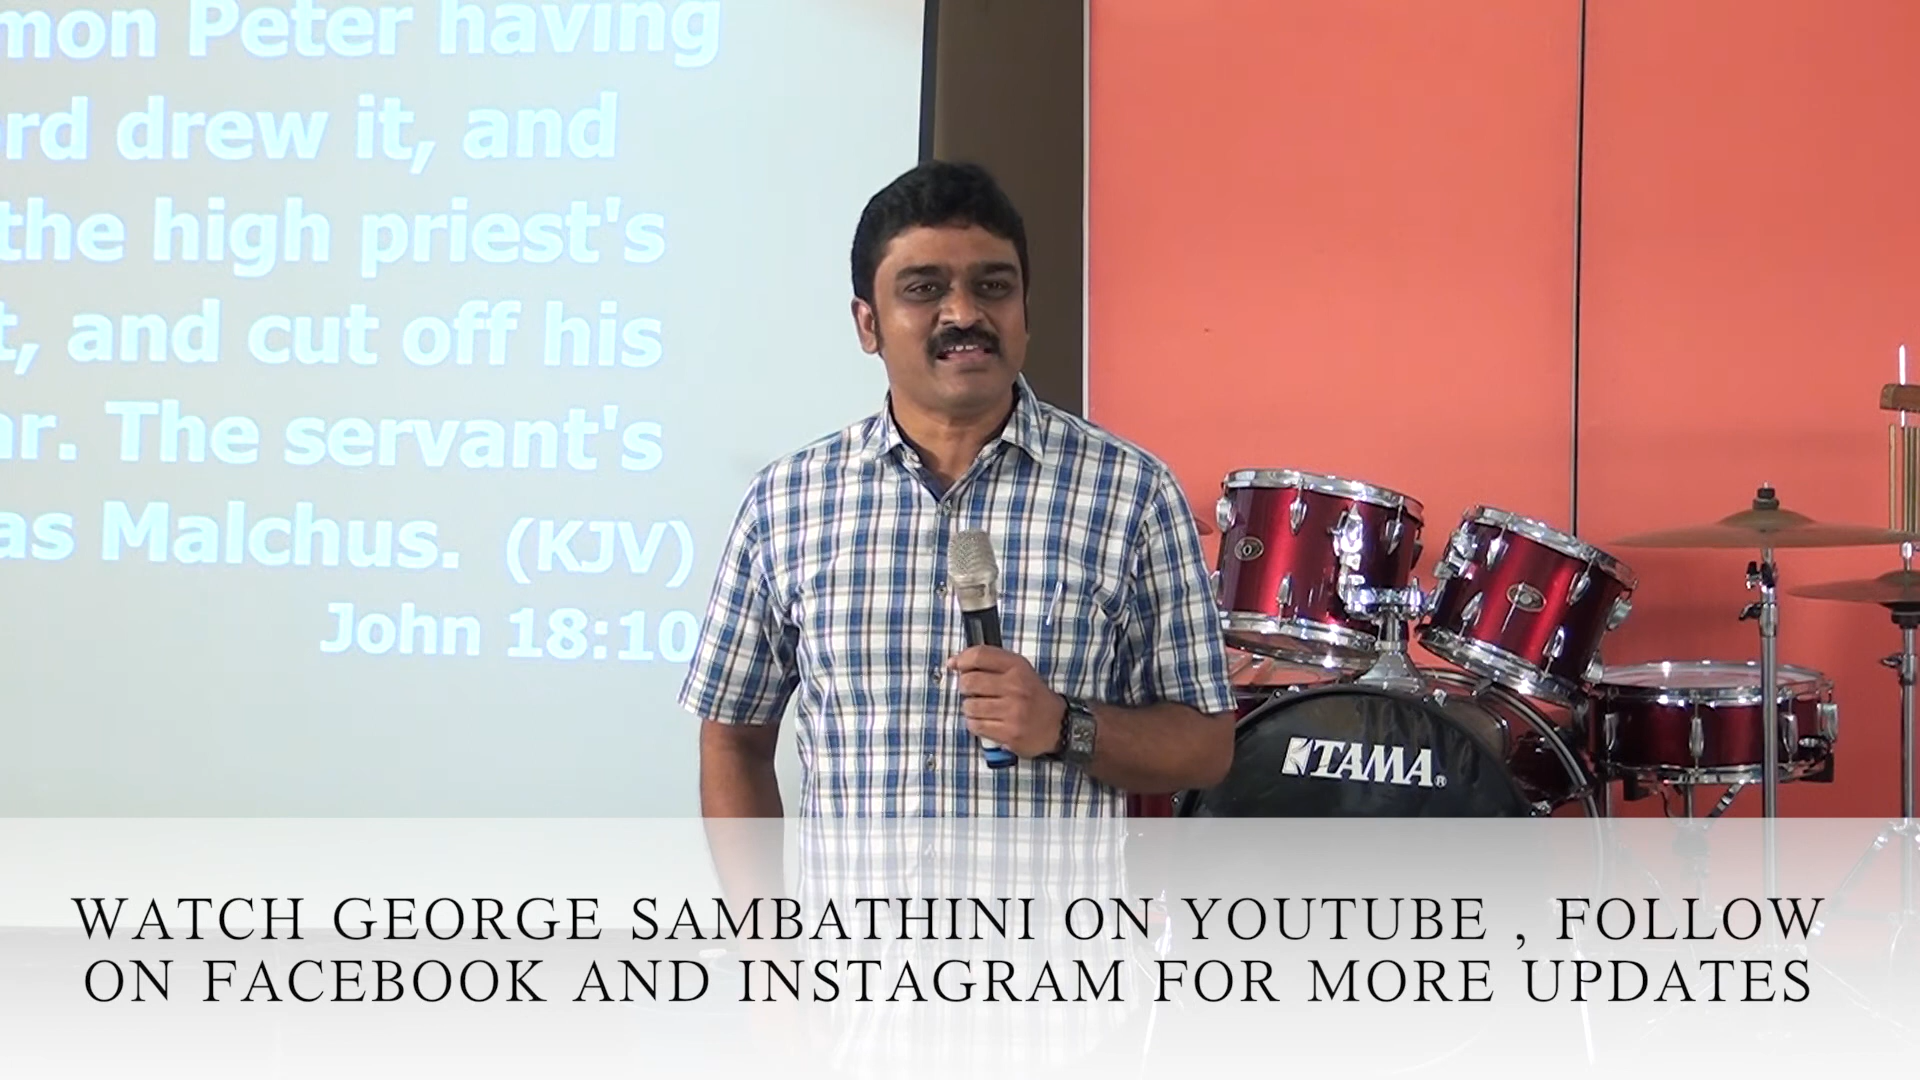 mon Peter having
rd drew it, and
the high priest's
t, and cut off his
ar. The servant's
as Malchus. (KJV)
John 18:10
TAMA®
WATCH GEORGE SAMBATHINI ON YOUTUBE , FOLLOW
ON FACEBOOK AND INSTAGRAM FOR MORE UPDATES